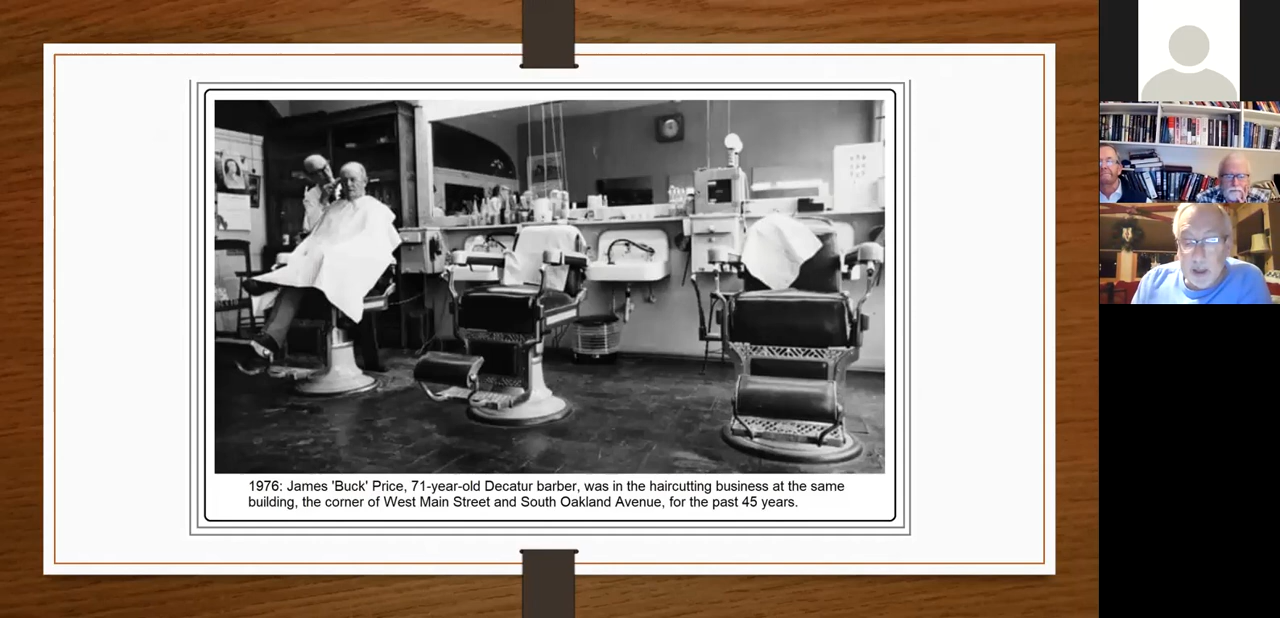 1976: James 'Buck' Price, 71-year-old Decatur barber, was in the haircutting business at the same
building, the corner of West Main Street and South Oakland Avenue, for the past 45 years.